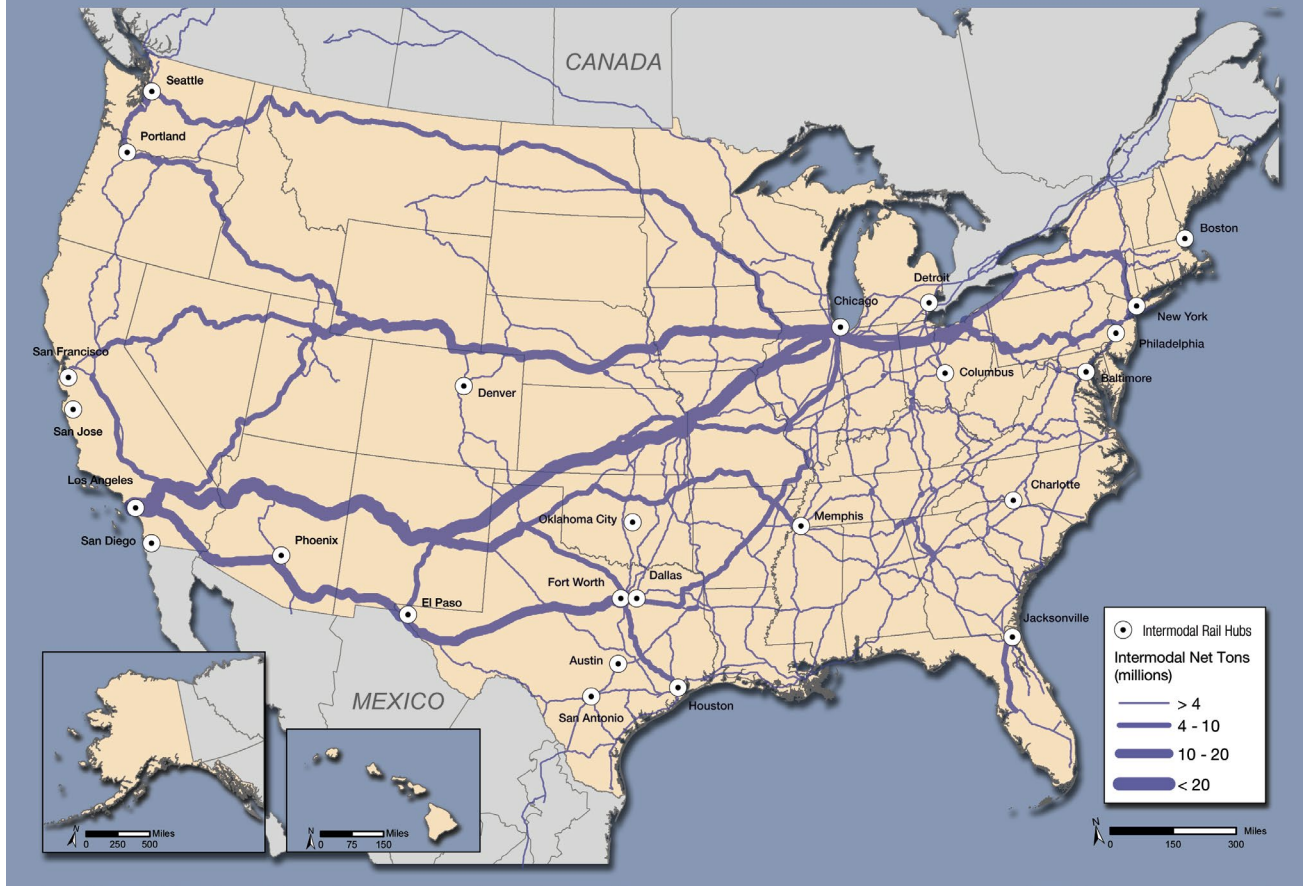 CANADA
Seattle
Portland
Boston
Detroit
Chicago
New York
Philadelphia
San Francisco
Columbus
Baltimore
Denver
San Jose
Los Angeles
Charlotte
Oklahoma City
Memphis
San Diego
Phoenix
Fort Worth
Dallas
El Paso
Jacksonville
Austin
San Antonio
Houston
MEXICO
Intermodal Rail Hubs
Intermodal Net Tons
(millions)
> 4
4 - 10
10 - 20
< 20
N
Miles
0 250 500
N
Miles
0 75 150
N
Miles
0 150 300